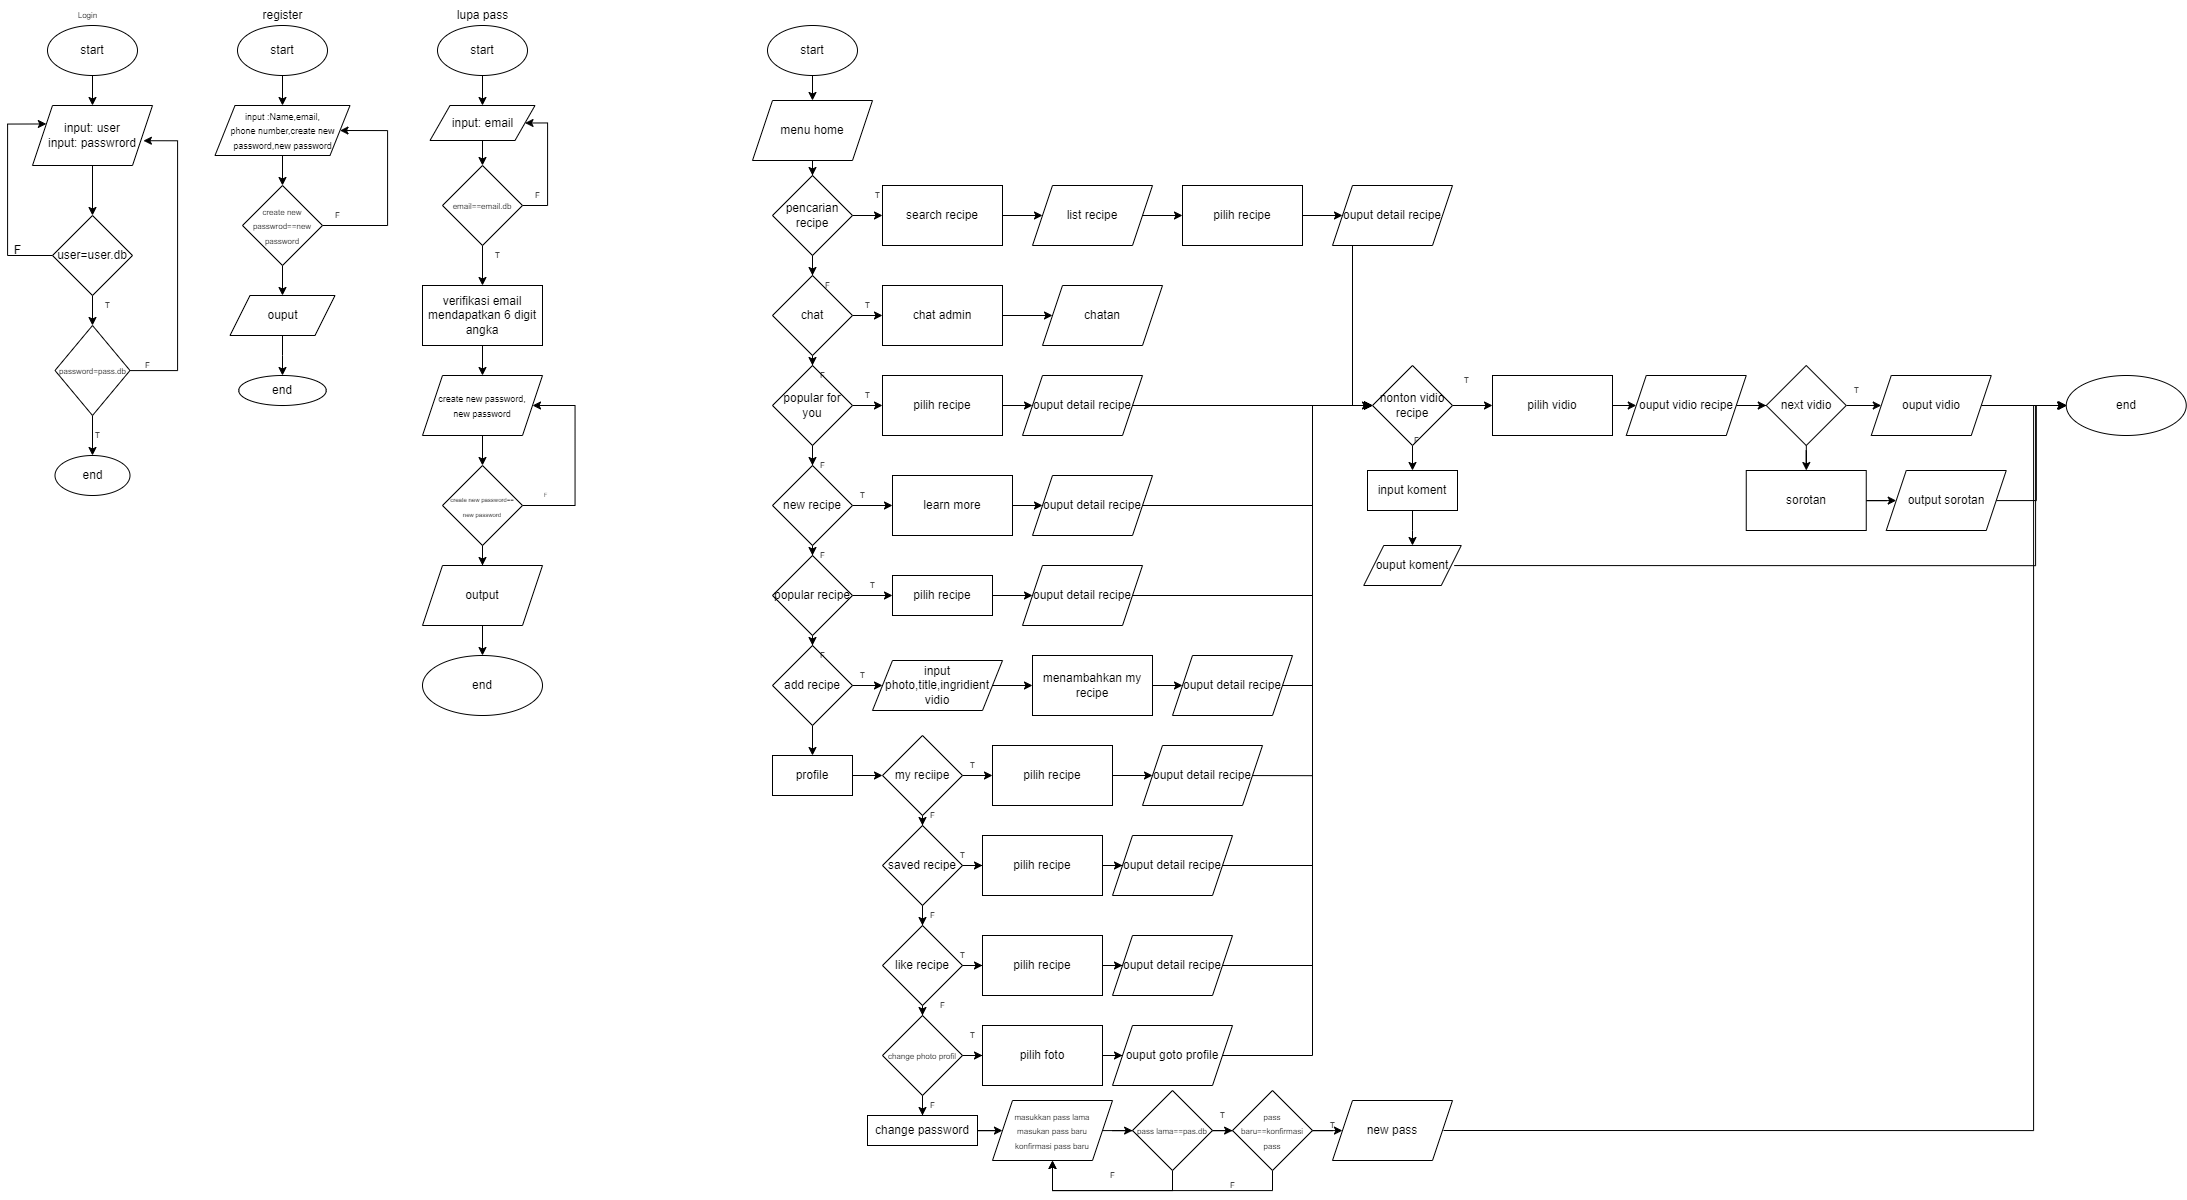 Login
start
input: user
input: passwrord
user=user.db
F
T
password=pass.db
F
T
end
register
start
input :Name,email,
phone number,create new
password,new password
create new
passwrod==new
password
F
ouput
end
lupa pass
start
input: email
email==email.db
F
T
verifikasi email
mendapatkan 6 digit
angka
create new password,
new password
create new password==
new password
F
output
end
start
menu home
pencarian
recipe
T
search recipe
list recipe
pilih recipe
ouput detail recipe
F
chat
T
chat admin
chatan
F
popular for
you
T
pilih recipe
ouput detail recipe
F
new recipe
T
learn more
ouput detail recipe
F
popular recipe
T
pilih recipe
ouput detail recipe
F
add recipe
T
input
photo,title,ingridient
vidio
menambahkan my
recipe
ouput detail recipe
profile
my reciipe
T
pilih recipe
ouput detail recipe
F
saved recipe
T
pilih recipe
ouput detail recipe
F
like recipe
T
pilih recipe
ouput detail recipe
F
change photo profil
T
pilih foto
ouput goto profile
F
change password
masukkan pass lama
masukan pass baru
konfirmasi pass baru
pass lama==pas.db
T
F
pass
baru==konfirmasi
pass
T
F
new pass
nonton vidio
recipe
T
F
pilih vidio
ouput vidio recipe
next vidio
T
ouput vidio
end
input koment
ouput koment
sorotan
output sorotan